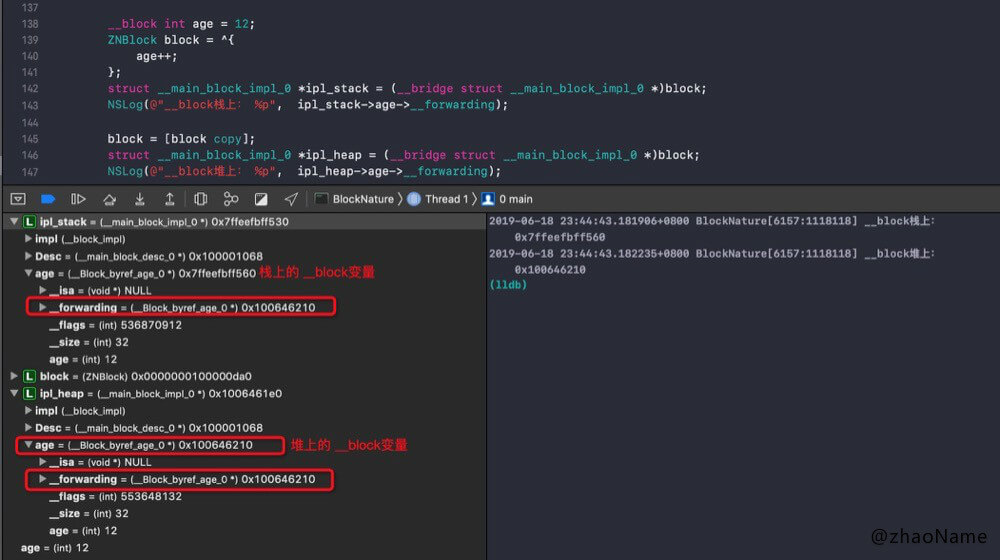 137
138 __block int age = 12;
139 ZNBlock block = ^{
140 age++;
141 };
142 struct __main_block_impl_0 *ipl_stack = (__bridge struct __main_block_impl_0 *)block;
143 NSLog(@"__block栈上: %p", ipl_stack->age->__forwarding);
144
145 block = [block copy];
146 struct __main_block_impl_0 *ipl_heap = (__bridge struct __main_block_impl_0 *)block;
147 NSLog(@"__block堆上: %p", ipl_heap->age->__forwarding);
BlockNature 〉 Thread 1 〉 0 main
L ipl_stack = (__main_block_impl_0 *) 0x7ffeefbff530
impl (__block_impl)
Desc = (__main_block_desc_0 *) 0x100001068
age = (__Block_byref_age_0 *) 0x7ffeefbff560 栈上的 __block变量
__isa = (void *) NULL
__forwarding = (__Block_byref_age_0 *) 0x100646210
__flags = (int) 536870912
__size = (int) 32
age = (int) 12
L block = (ZNBlock) 0x0000000100000da0
L ipl_heap = (__main_block_impl_0 *) 0x1006461e0
impl (__block_impl)
Desc = (__main_block_desc_0 *) 0x100001068
age = (__Block_byref_age_0 *) 0x100646210 堆上的 __block变量
__isa = (void *) NULL
__forwarding = (__Block_byref_age_0 *) 0x100646210
__flags = (int) 553648132
__size = (int) 32
age = (int) 12
age = (int) 12
2019-06-18 23:44:43.181906+0800 BlockNature[6157:1118118] __block栈上:
0x7ffeefbff560
2019-06-18 23:44:43.182235+0800 BlockNature[6157:1118118] __block堆上:
0x100646210
(lldb)
@zhaoName